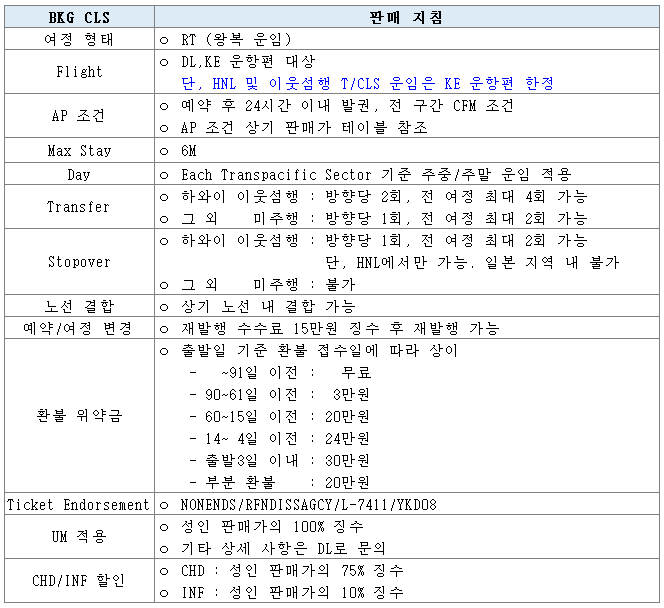 BKG CLS 판매 지침
여정 형태 o RT (왕복 운임)
Flight o DL,KE 운항편 대상
단, HNL 및 이웃섬행 T/CLS 운임은 KE 운항편 한정
AP 조건 o 예약 후 24시간 이내 발권, 전 구간 CFM 조건
o AP 조건 상기 판매가 테이블 참조
Max Stay o 6M
Day o Each Transpacific Sector 기준 주중/주말 운임 적용
Transfer o 하와이 이웃섬행 : 방향당 2회, 전 여정 최대 4회 가능
o 그 외 미주행 : 방향당 1회, 전 여정 최대 2회 가능
Stopover o 하와이 이웃섬행 : 방향당 1회, 전 여정 최대 2회 가능
단, HNL에서만 가능. 일본 지역 내 불가
o 그 외 미주행 : 불가
노선 결합 o 상기 노선 내 결합 가능
예약/여정 변경 o 재발행 수수료 15만원 징수 후 재발행 가능
환불 위약금 o 출발일 기준 환불 접수일에 따라 상이
- ~91일 이전 : 무료
- 90~61일 이전 : 3만원
- 60~15일 이전 : 20만원
- 14~ 4일 이전 : 24만원
- 출발3일 이내 : 30만원
- 부분 환불 : 20만원
Ticket Endorsement o NONENDS/RFNDISSAGCY/L-7411/YKD08
UM 적용 o 성인 판매가의 100% 징수
o 기타 상세 사항은 DL로 문의
CHD/INF 할인 o CHD : 성인 판매가의 75% 징수
o INF : 성인 판매가의 10% 징수